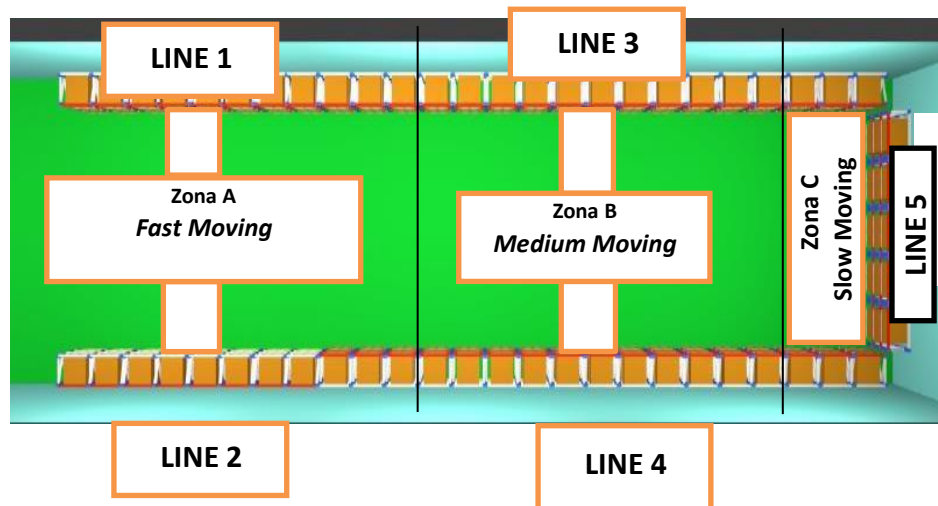 LINE 1
LINE 3
Zona A
Fast Moving
Zona B
Medium Moving
Zona C
Slow Moving
LINE 5
LINE 2
LINE 4